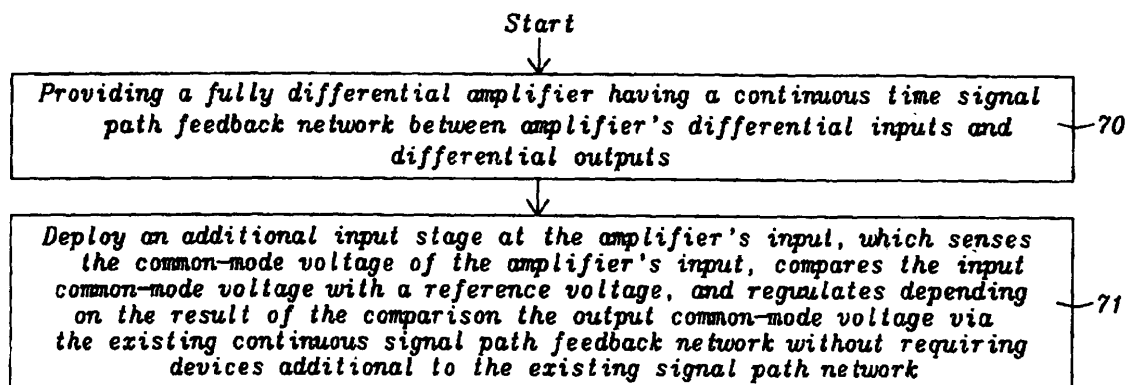 Start
Providing a fully differential amplifier having a continuous time signal
path feedback network between amplifier's differential inputs and
differential outputs
70
Deploy an additional input stage at the amplifier's input, which senses
the common-mode voltage of the amplifier's input, compares the input
common-mode voltage with a reference voltage, and reguulates depending
on the result of the comparison the output common-mode voltage via
the existing continuous signal path feedback network without requiring
devices additional to the existing signal path network
71